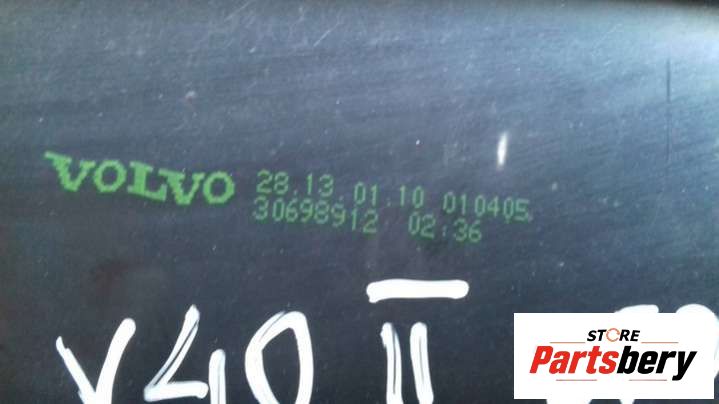 VOLVO 28.13.01.10 010405
30698912 02:36
V40 II
STORE
Partsbery